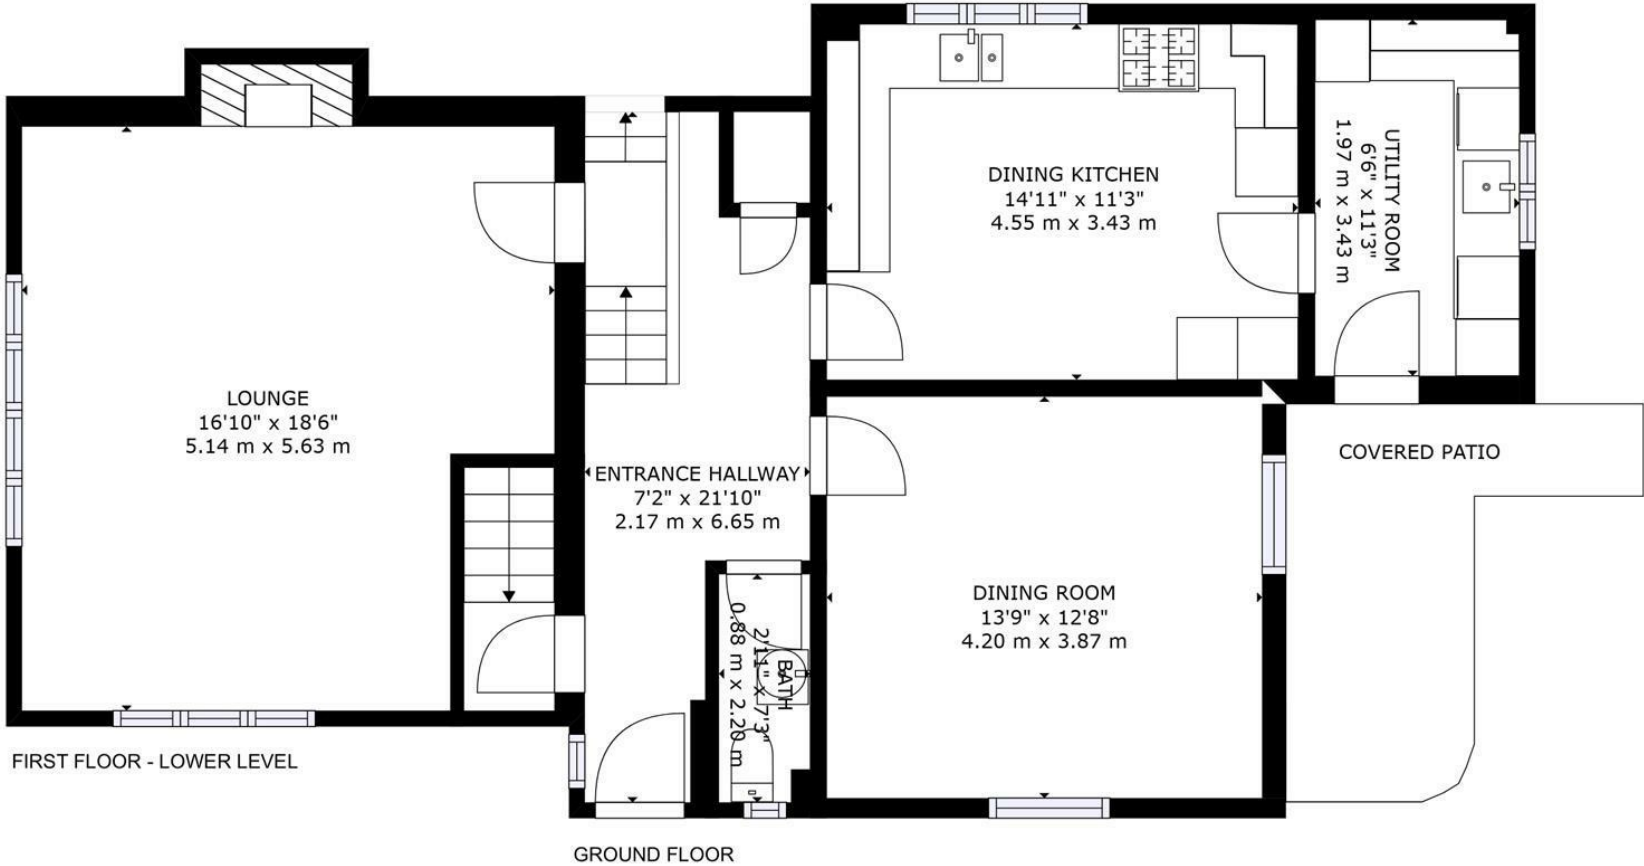 DINING KITCHEN
14'11" x 11'3"
4.55 m x 3.43 m
UTILITY ROOM
6'6" x 11'3"
1.97 m x 3.43 m
LOUNGE
16'10" x 18'6"
5.14 m x 5.63 m
ENTRANCE HALLWAY
7'2" x 21'10"
2.17 m x 6.65 m
COVERED PATIO
DINING ROOM
13'9" x 12'8"
4.20 m x 3.87 m
BATH
2'11" x 7'3"
0.88 m x 2.20 m
FIRST FLOOR - LOWER LEVEL
GROUND FLOOR